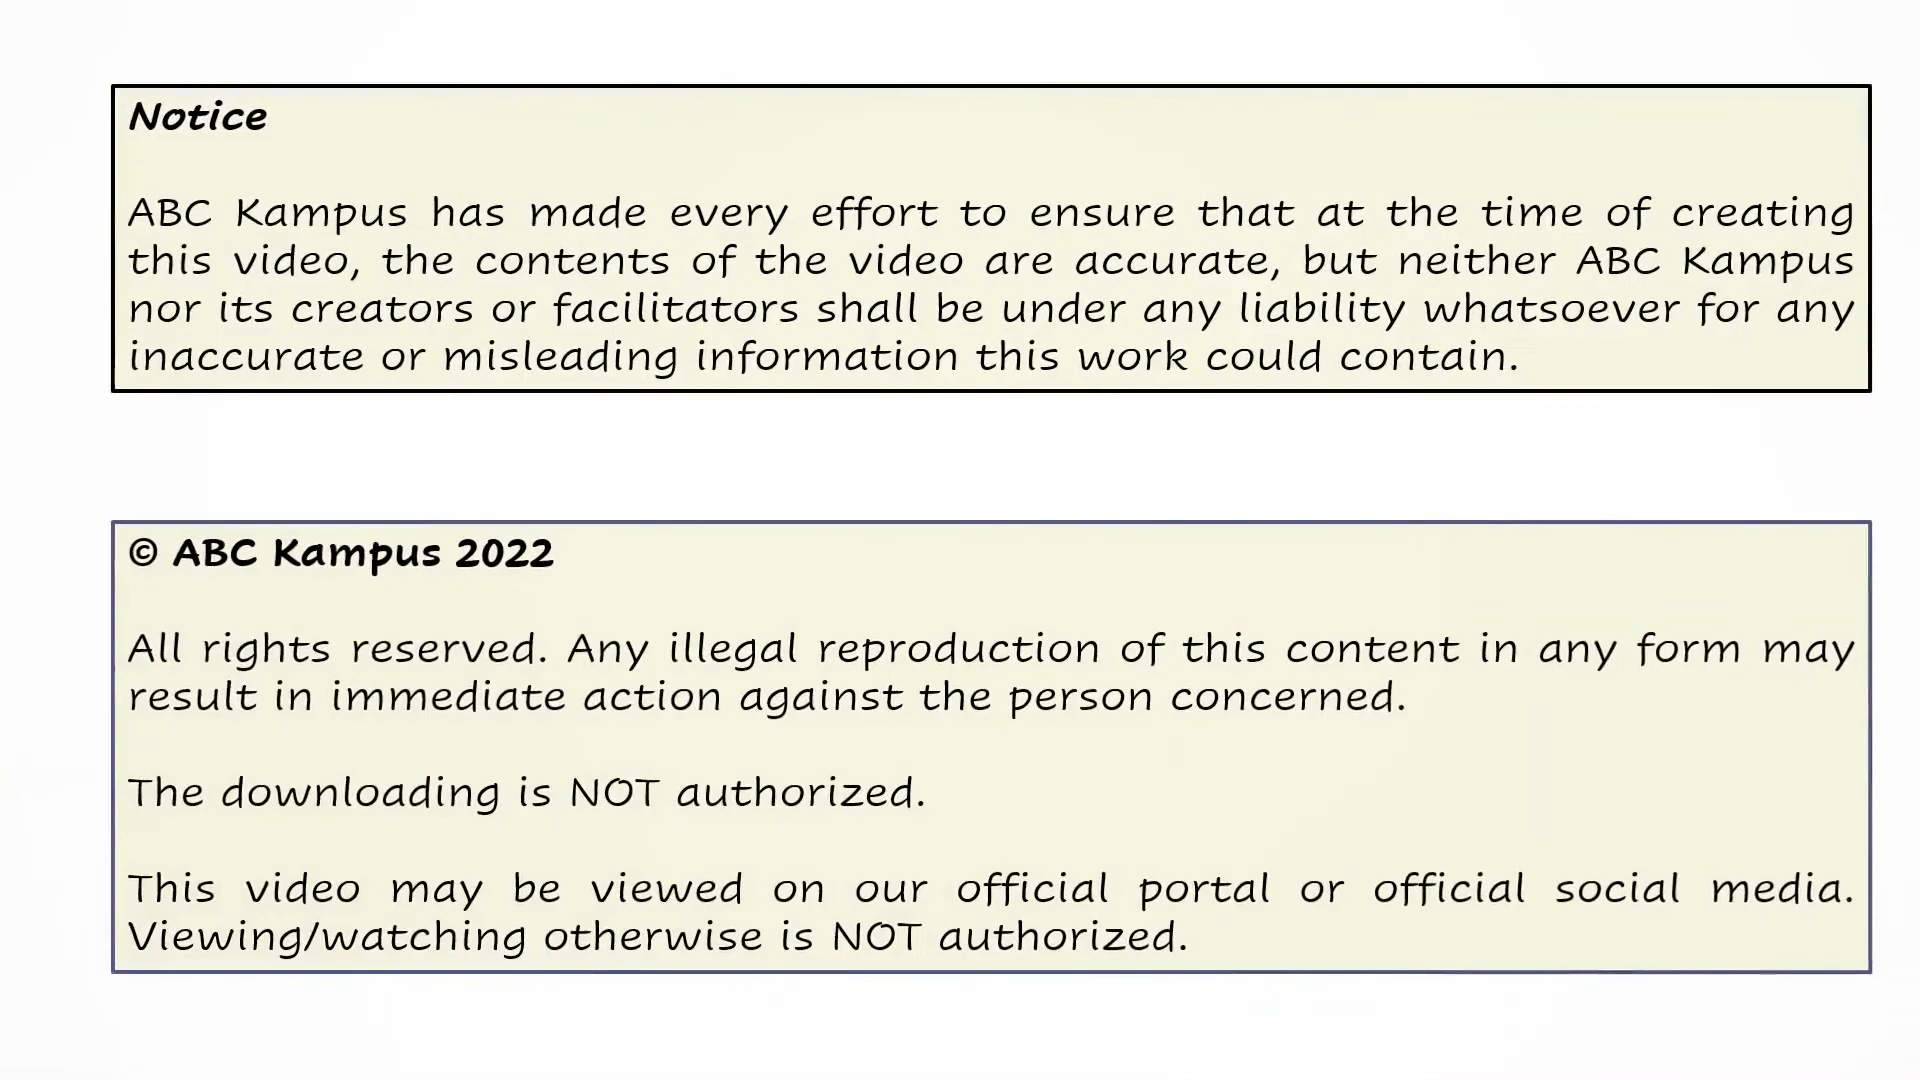 Notice
ABC Kampus has made every effort to ensure that at the time of creating
this video, the contents of the video are accurate, but neither ABC Kampus
nor its creators or facilitators shall be under any liability whatsoever for any
inaccurate or misleading information this work could contain.
© ABC Kampus 2022
All rights reserved. Any illegal reproduction of this content in any form may
result in immediate action against the person concerned.
The downloading is NOT authorized.
This video may be viewed on our official portal or official social media.
Viewing/watching otherwise is NOT authorized.